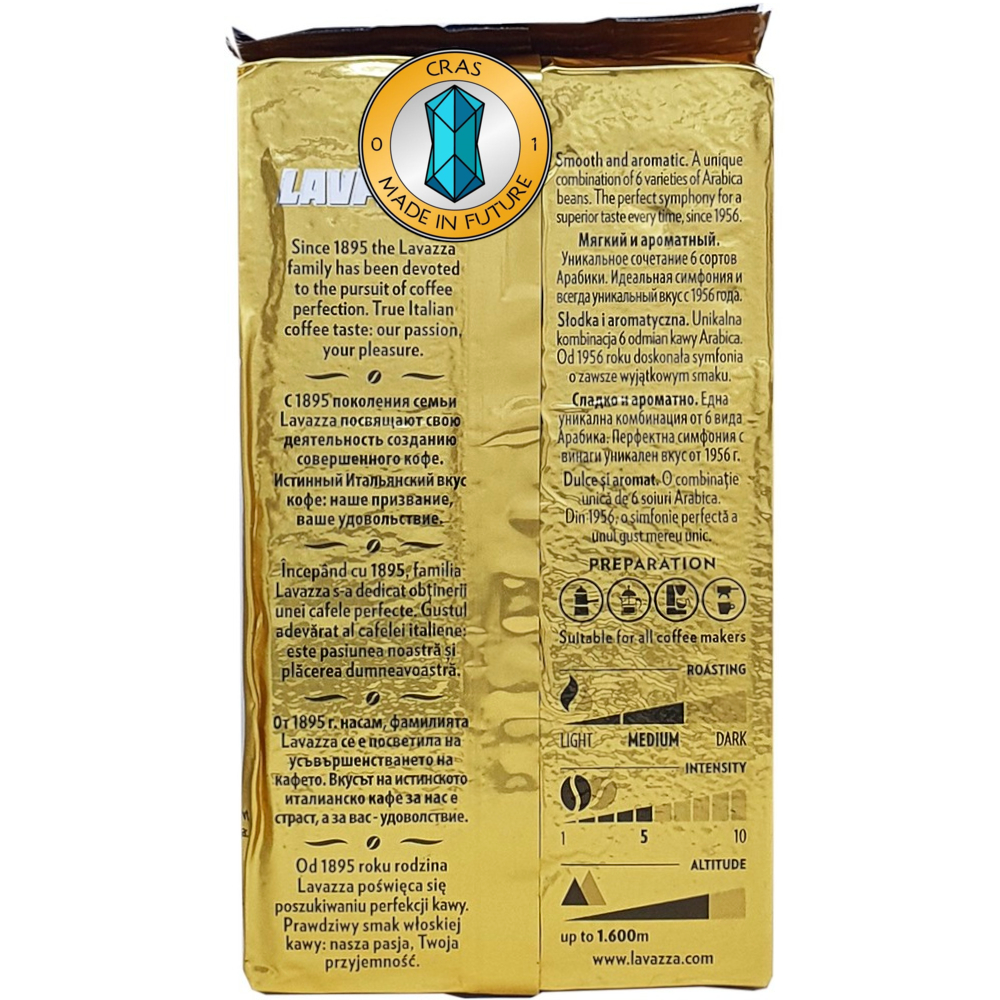 CRAS
0 1
MADE IN FUTURE
Since 1895 the Lavazza
family has been devoted
to the pursuit of coffee
perfection. True Italian
coffee taste: our passion,
your pleasure.
С 1895 поколения семьи
Lavazza посвящают свою
деятельность созданию
совершенного кофе.
Истинный Итальянский вкус
кофе: наше призвание,
ваше удовольствие.
Începând cu 1895, familia
Lavazza s-a dedicat obținerii
unei cafele perfecte. Gustul
adevărat al cafelei italiene:
este pasiunea noastră și
plăcerea dumneavoastră.
От 1895 г. насам, фамилията
Lavazza се е посветила на
усъвършенстването на
кафето. Вкусът на истинското
италианско кафе за нас е
страст, а за вас - удоволствие.
Od 1895 roku rodzina
Lavazza poświęca się
poszukiwaniu perfekcji kawy.
Prawdziwy smak włoskiej
kawy: nasza pasja, Twoja
przyjemność.
Smooth and aromatic. A unique
combination of 6 varieties of Arabica
beans. The perfect symphony for a
superior taste every time, since 1956.
Мягкий и ароматный.
Уникальное сочетание 6 сортов
Арабики. Идеальная симфония и
всегда уникальный вкус с 1956 года.
Słodka i aromatyczna. Unikalna
kombinacja 6 odmian kawy Arabica.
Od 1956 roku doskonała symfonia
o zawsze wyjątkowym smaku.
Сладко и ароматно. Една
уникална комбинация от 6 вида
Арабика. Перфектна симфония с
винаги уникален вкус от 1956 г.
Dulce și aromat. O combinație
unică de 6 soiuri Arabica.
Din 1956, o simfonie perfectă a
unui gust mereu unic.
PREPARATION
Suitable for all coffee makers
ROASTING
LIGHT MEDIUM DARK
INTENSITY
1 5 10
ALTITUDE
up to 1.600m
www.lavazza.com